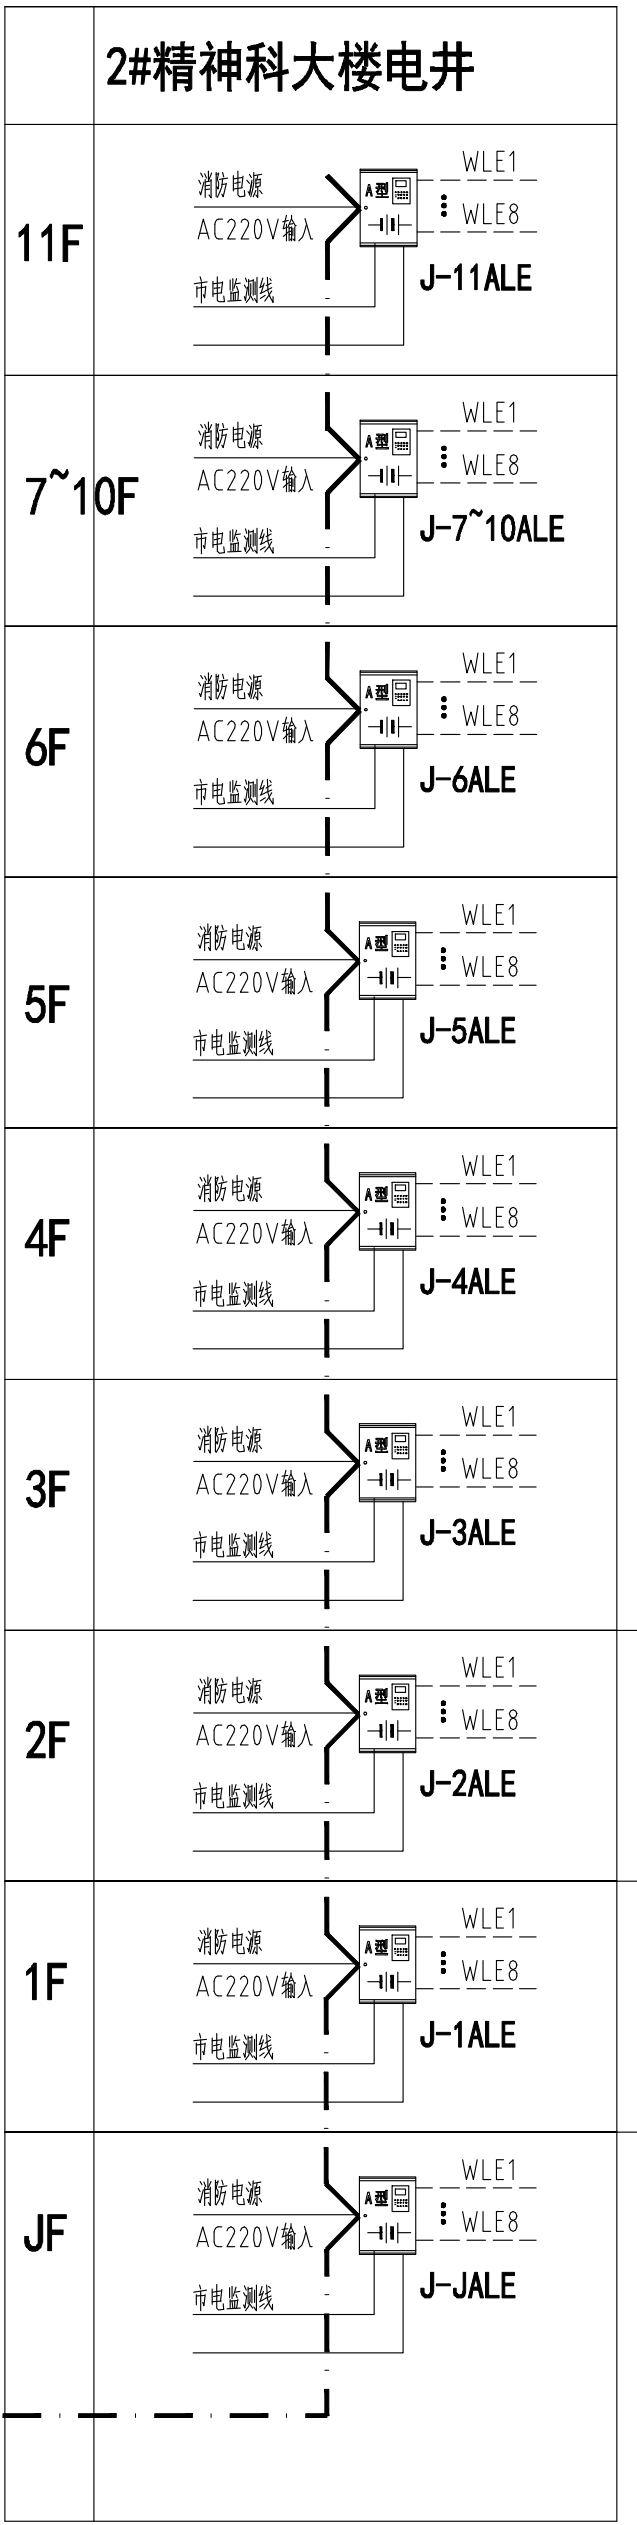 2#精神科大楼电井
11F
消防电源
AC220V输入
市电监测线
A型
WLE1
WLE8
J-11ALE
7~10F
消防电源
AC220V输入
市电监测线
A型
WLE1
WLE8
J-7~10ALE
6F
消防电源
AC220V输入
市电监测线
A型
WLE1
WLE8
J-6ALE
5F
消防电源
AC220V输入
市电监测线
A型
WLE1
WLE8
J-5ALE
4F
消防电源
AC220V输入
市电监测线
A型
WLE1
WLE8
J-4ALE
3F
消防电源
AC220V输入
市电监测线
A型
WLE1
WLE8
J-3ALE
2F
消防电源
AC220V输入
市电监测线
A型
WLE1
WLE8
J-2ALE
1F
消防电源
AC220V输入
市电监测线
A型
WLE1
WLE8
J-1ALE
JF
消防电源
AC220V输入
市电监测线
A型
WLE1
WLE8
J-JALE